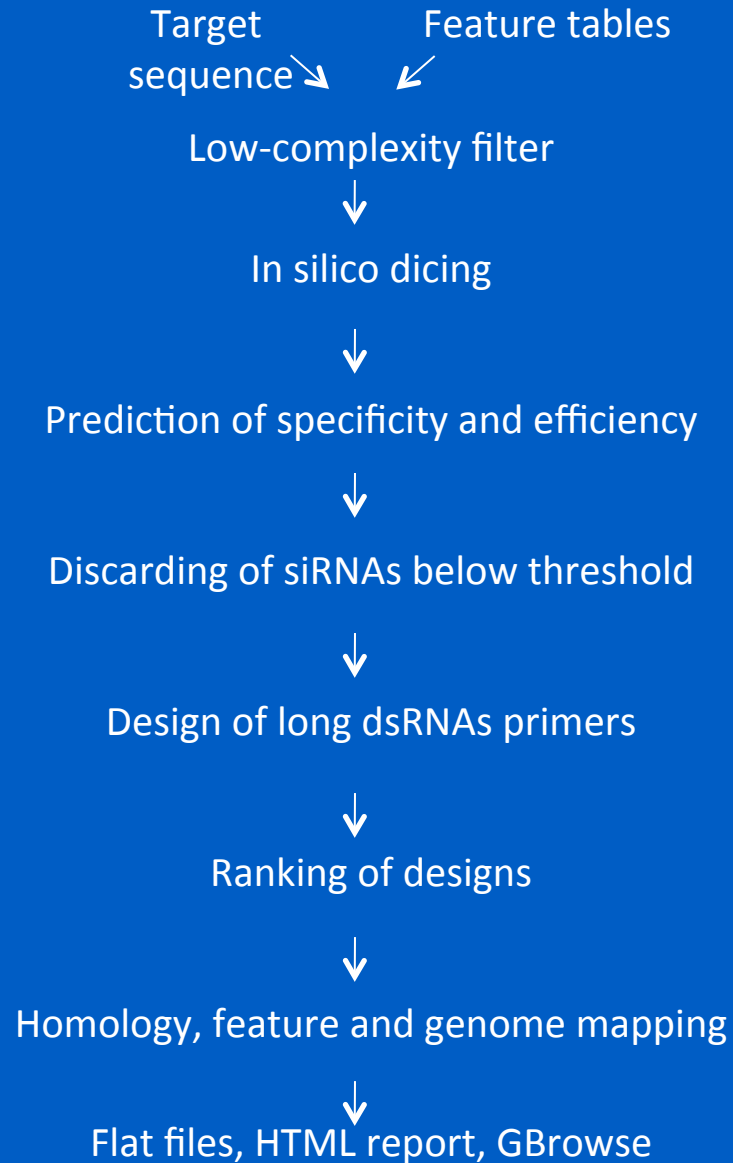 Target
sequence
Feature tables
Low-complexity filter
In silico dicing
Prediction of specificity and efficiency
Discarding of siRNAs below threshold
Design of long dsRNAs primers
Ranking of designs
Homology, feature and genome mapping
Flat files, HTML report, GBrowse